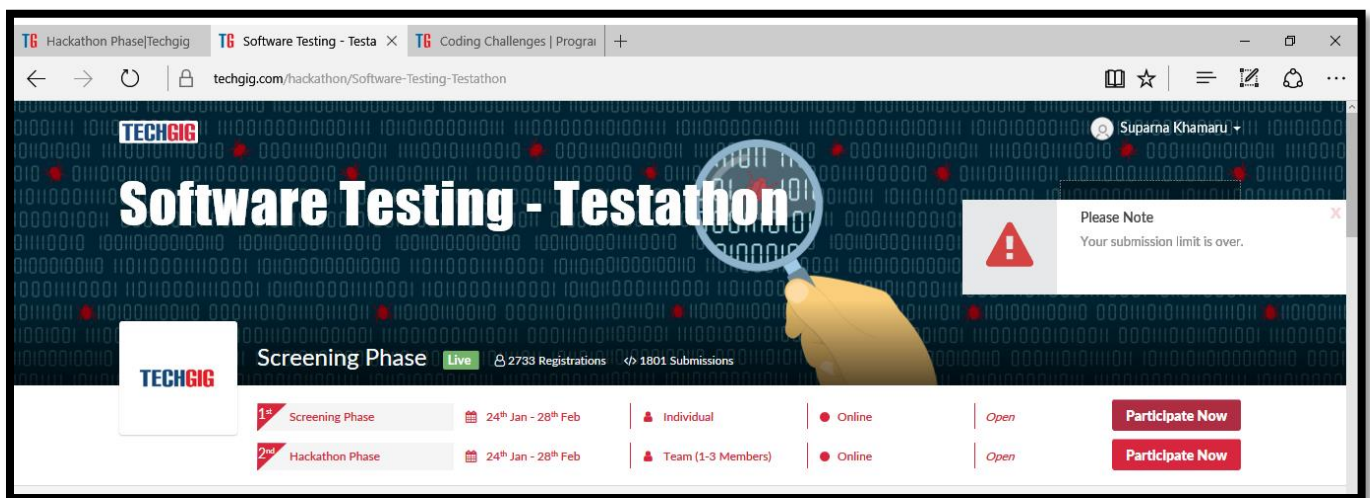 TG Hackathon Phase|Techgig TG Software Testing - Testa TG Coding Challenges | Progra
techgig.com/hackathon/Software-Testing-Testathon
TECHGIG
Suparna Khamaru
Software Testing - Testathon
Please Note
X
Your submission limit is over.
Screening Phase Live 2733 Registrations </> 1801 Submissions
TECHGIG
1st Screening Phase 24th Jan - 28th Feb Individual Online Open Participate Now
2nd Hackathon Phase 24th Jan - 28th Feb Team (1-3 Members) Online Open Participate Now